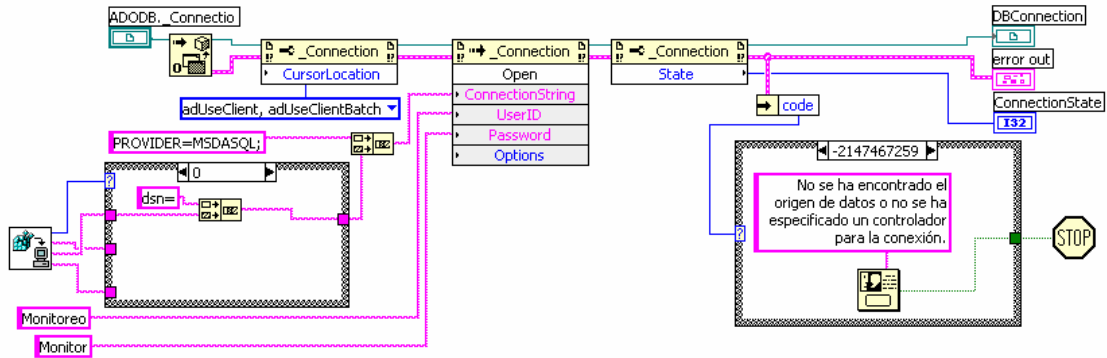 ADODB._Connectio
_Connection
CursorLocation
adUseClient, adUseClientBatch
_Connection
Open
ConnectionString
UserID
Password
Options
_Connection
State
DBConnection
error out
ConnectionState
I32
code
PROVIDER=MSDASQL;
0
dsn=
Monitoreo
Monitor
-2147467259
No se ha encontrado el
origen de datos o no se ha
especificado un controlador
para la conexión.
STOP